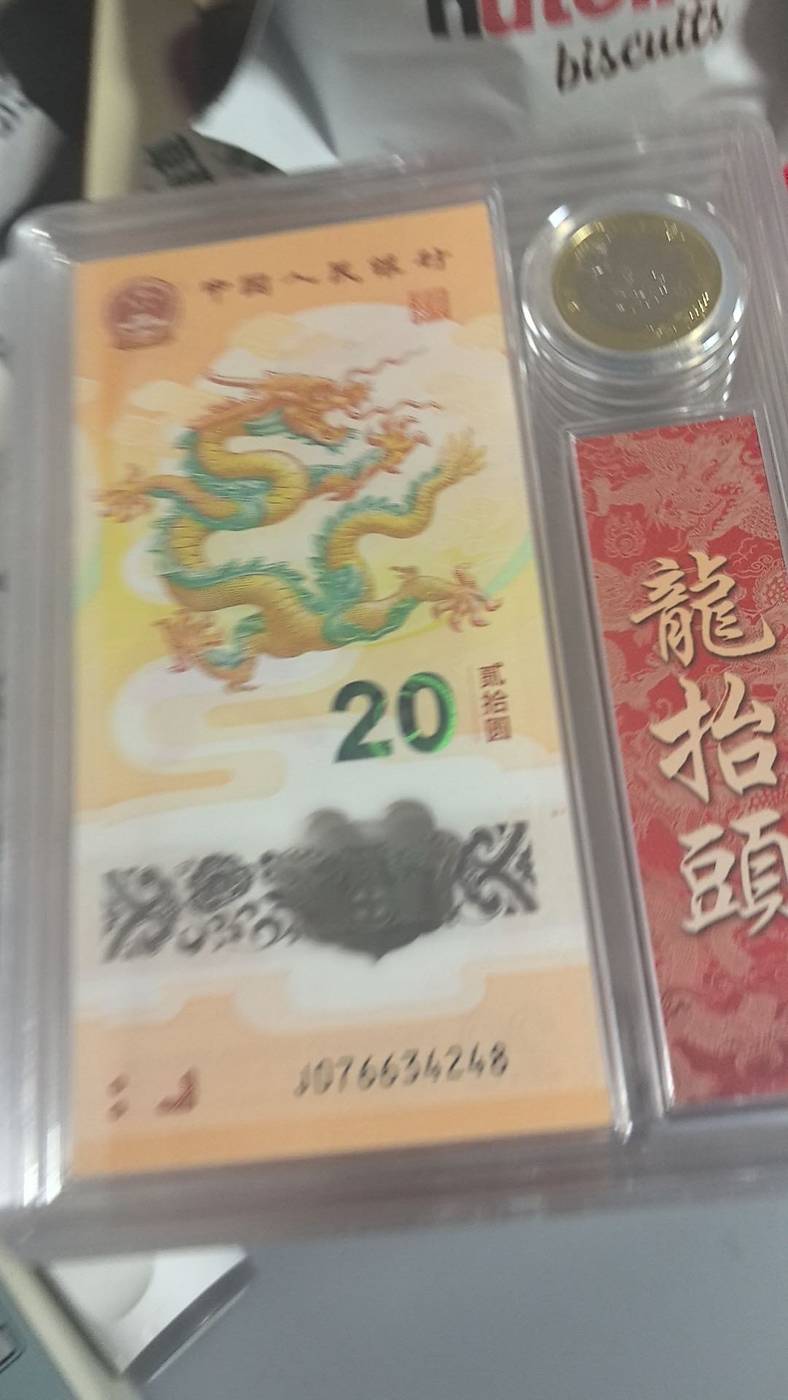 biscuits
中国人民银行
20
贰拾圆
J076634248
龍
抬
頭